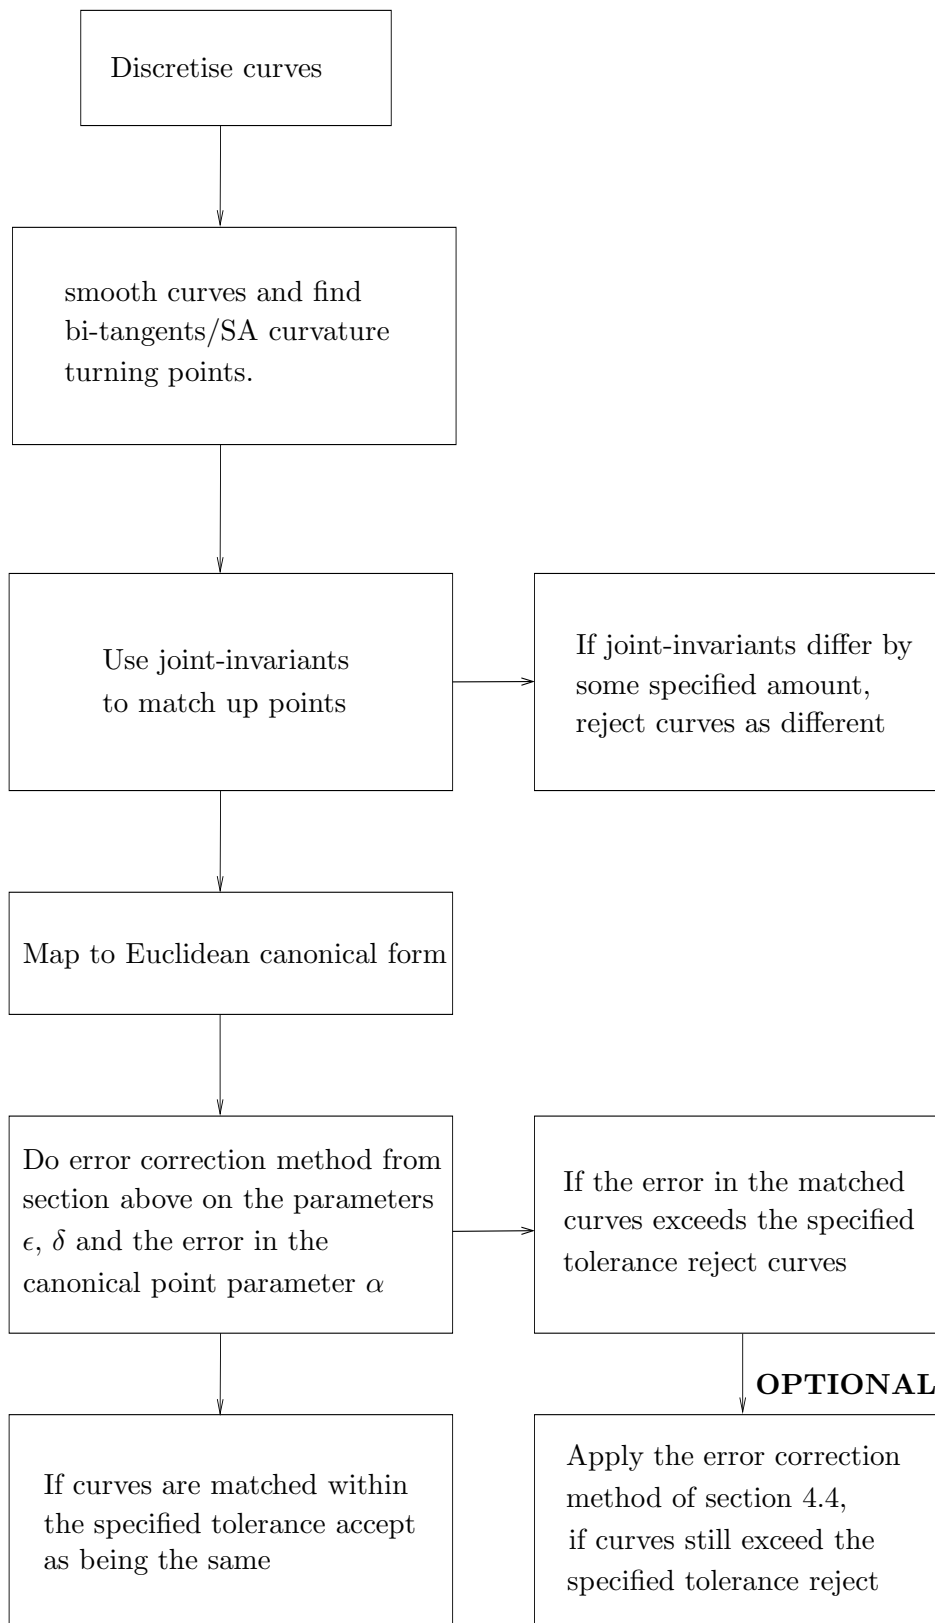 Discretise curves
smooth curves and find
bi-tangents/SA curvature
turning points.
Use joint-invariants
to match up points
If joint-invariants differ by
some specified amount,
reject curves as different
Map to Euclidean canonical form
Do error correction method from
section above on the parameters
ϵ, δ and the error in the
canonical point parameter α
If the error in the matched
curves exceeds the specified
tolerance reject curves
OPTIONAL
If curves are matched within
the specified tolerance accept
as being the same
Apply the error correction
method of section 4.4,
if curves still exceed the
specified tolerance reject